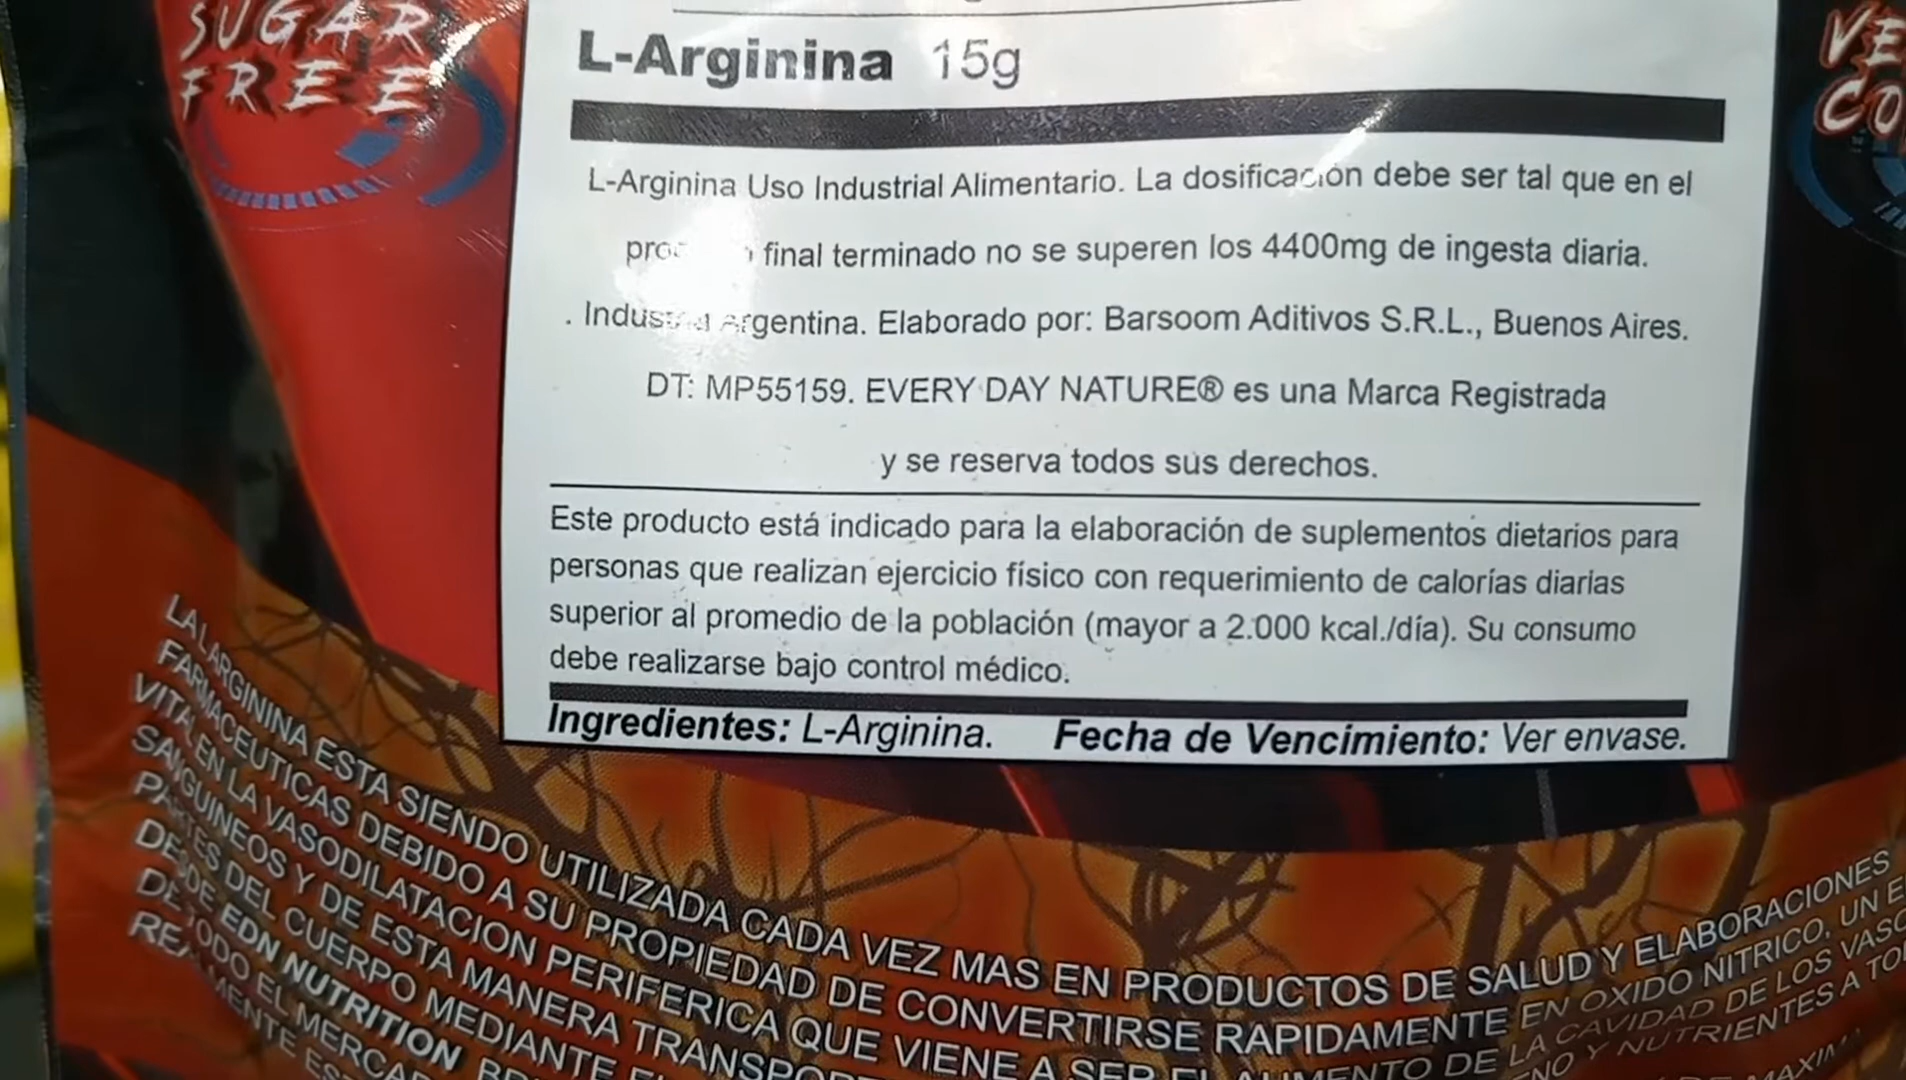 SUGAR
FREE
L-Arginina 15g
L-Arginina Uso Industrial Alimentario. La dosificación debe ser tal que en el
final terminado no se superen los 4400mg de ingesta diaria.
. Industria Argentina. Elaborado por: Barsoom Aditivos S.R.L., Buenos Aires.
DT: MP55159. EVERY DAY NATURE® es una Marca Registrada
y se reserva todos sus derechos.
Este producto está indicado para la elaboración de suplementos dietarios para
personas que realizan ejercicio físico con requerimiento de calorías diarias
superior al promedio de la población (mayor a 2.000 kcal./día). Su consumo
debe realizarse bajo control médico.
Ingredientes: L-Arginina. Fecha de Vencimiento: Ver envase.
LA LARGININA ESTA SIENDO UTILIZADA CADA VEZ MAS EN PRODUCTOS DE SALUD Y ELABORACIONES
FARMACEUTICAS DEBIDO A SU PROPIEDAD DE CONVERTIRSE RAPIDAMENTE EN OXIDO NITRICO, UN
VITAL EN LA VASODILATACION PERIFERICA QUE VIENE A SER EL AUMENTO DE LA CAVIDAD DE LOS
SANGUINEOS Y DE ESTA MANERA Y NUTRIENTES A
PARTES DEL CUERPO MEDIANTE
DESDE EDN NUTRITION
DE TODO EL